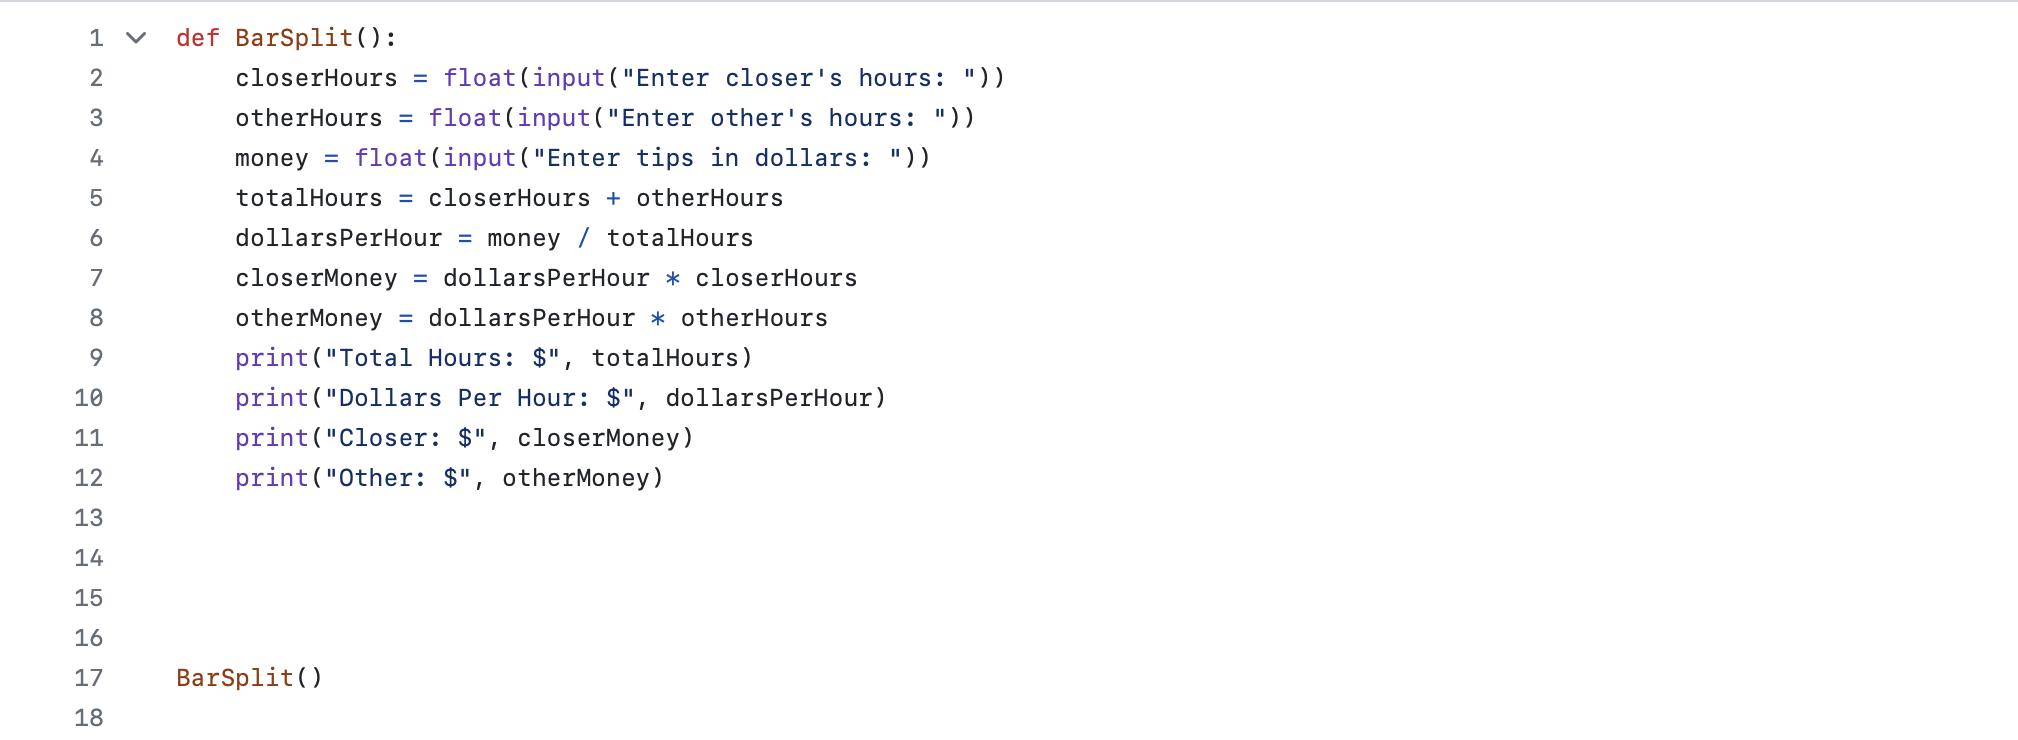 1 def BarSplit():
2     closerHours = float(input("Enter closer's hours: "))
3     otherHours = float(input("Enter other's hours: "))
4     money = float(input("Enter tips in dollars: "))
5     totalHours = closerHours + otherHours
6     dollarsPerHour = money / totalHours
7     closerMoney = dollarsPerHour * closerHours
8     otherMoney = dollarsPerHour * otherHours
9     print("Total Hours: $", totalHours)
10     print("Dollars Per Hour: $", dollarsPerHour)
11     print("Closer: $", closerMoney)
12     print("Other: $", otherMoney)
13
14
15
16
17 BarSplit()
18